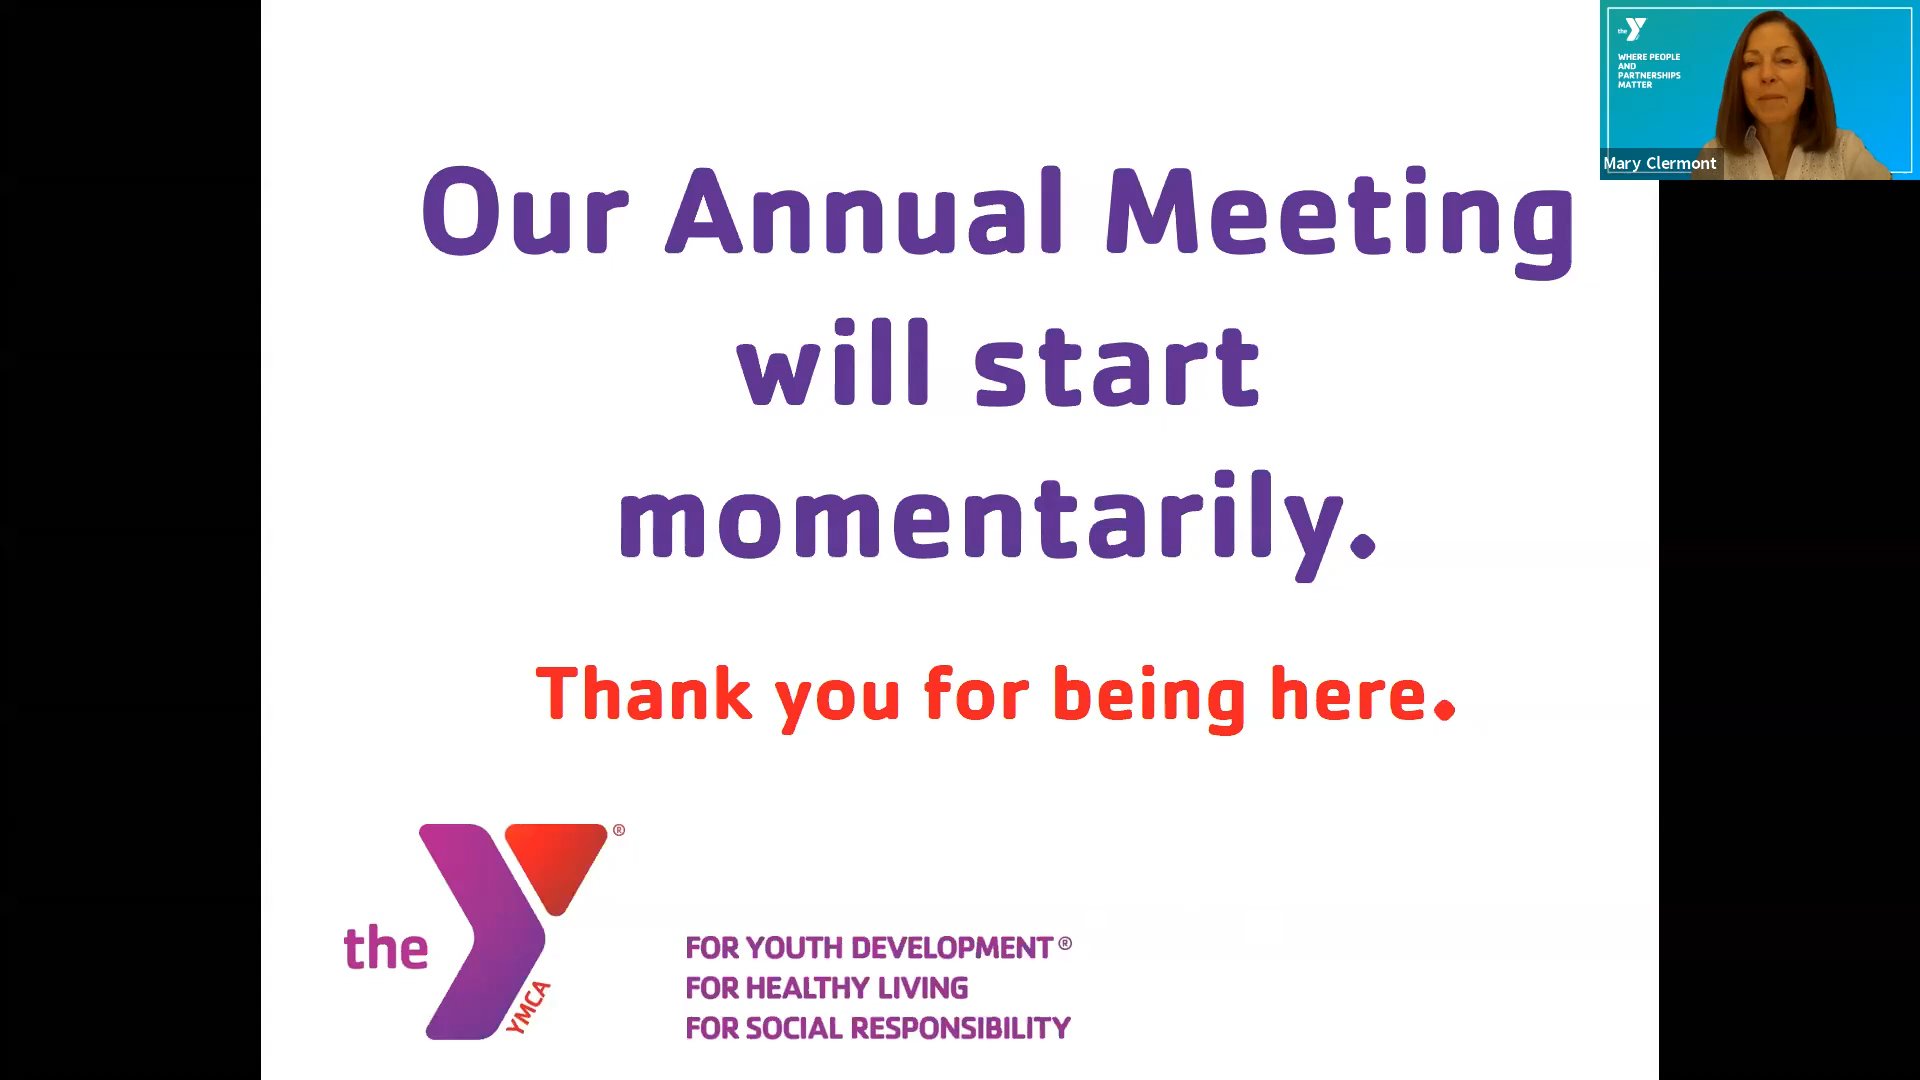 Our Annual Meeting
will start
momentarily.
Thank you for being here.
the
YMCA
®
FOR YOUTH DEVELOPMENT®
FOR HEALTHY LIVING
FOR SOCIAL RESPONSIBILITY
the
WHERE PEOPLE
AND
PARTNERSHIPS
MATTER
Mary Clermont